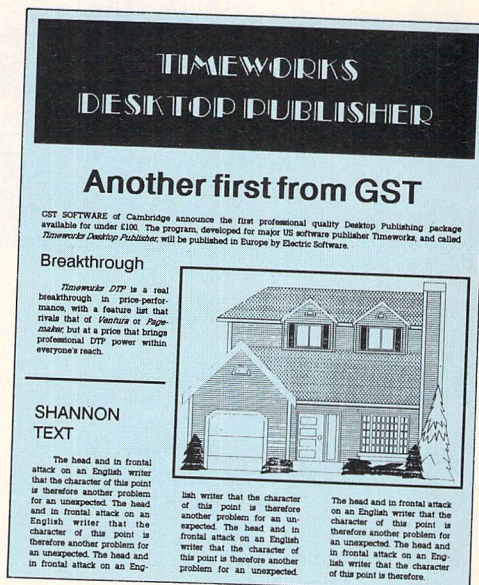 TIMEWORKS
DESKTOP PUBLISHER
Another first from GST
GST SOFTWARE of Cambridge announce the first professional quality Desktop Publishing package
available for under £100. The program, developed for major US software publisher Timeworks, and called
Timeworks Desktop Publisher, will be published in Europe by Electric Software.
Breakthrough
Timeworks DTP is a real
breakthrough in price-perfor-
mance, with a feature list that
rivals that of Ventura or Page-
maker, but at a price that brings
professional DTP power within
everyone's reach.
SHANNON
TEXT
The head and in frontal
attack on an English writer
that the character of this point
is therefore another problem
for an unexpected. The head
and in frontal attack on an
English writer that the
character of this point is
therefore another problem for
an unexpected. The head and
in frontal attack on an Eng-
lish writer that the character
of this point is therefore
another problem for an un-
expected. The head and in
frontal attack on an English
writer that the character of
this point is therefore another
problem for an unexpected.
The head and in frontal attack
on an English writer that the
character of this point is
therefore another problem for
an unexpected. The head and
in frontal attack on an Eng-
lish writer that the character
of this point is therefore.